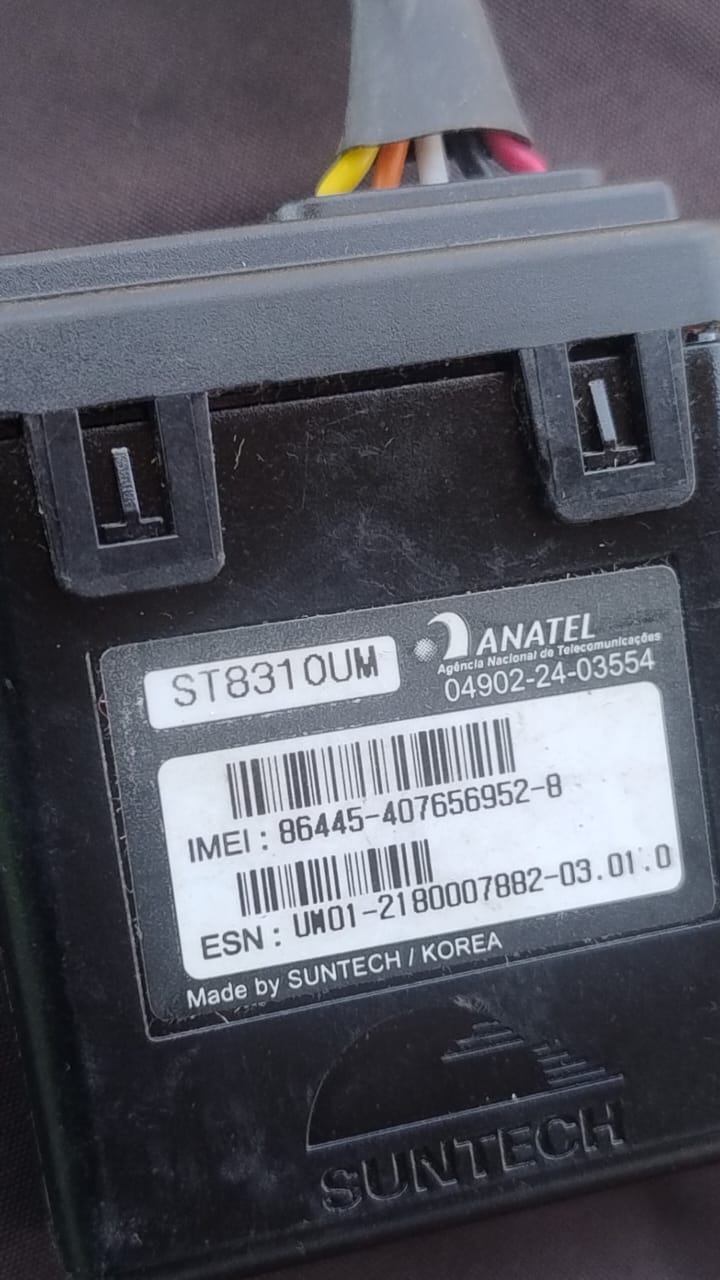 ST8310UM
ANATEL
Agência Nacional de Telecomunicações
04902-24-03554
IMEI : 86445-407656952-8
ESN : UM01-2180007882-03.01.0
Made by SUNTECH / KOREA
SUNTECH